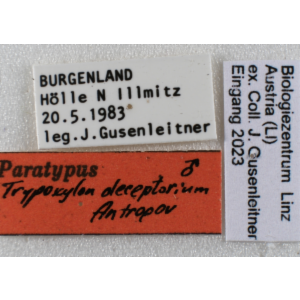 BURGENLAND
Hölle N Illmitz
20.5.1983
leg.J.Gusenleitner
Paratypus ♂
Trypoxylon deceptorium
Antropov
Biologiezentrum Linz
Austria (LI)
ex. Coll. J. Gusenleitner
Eingang 2023